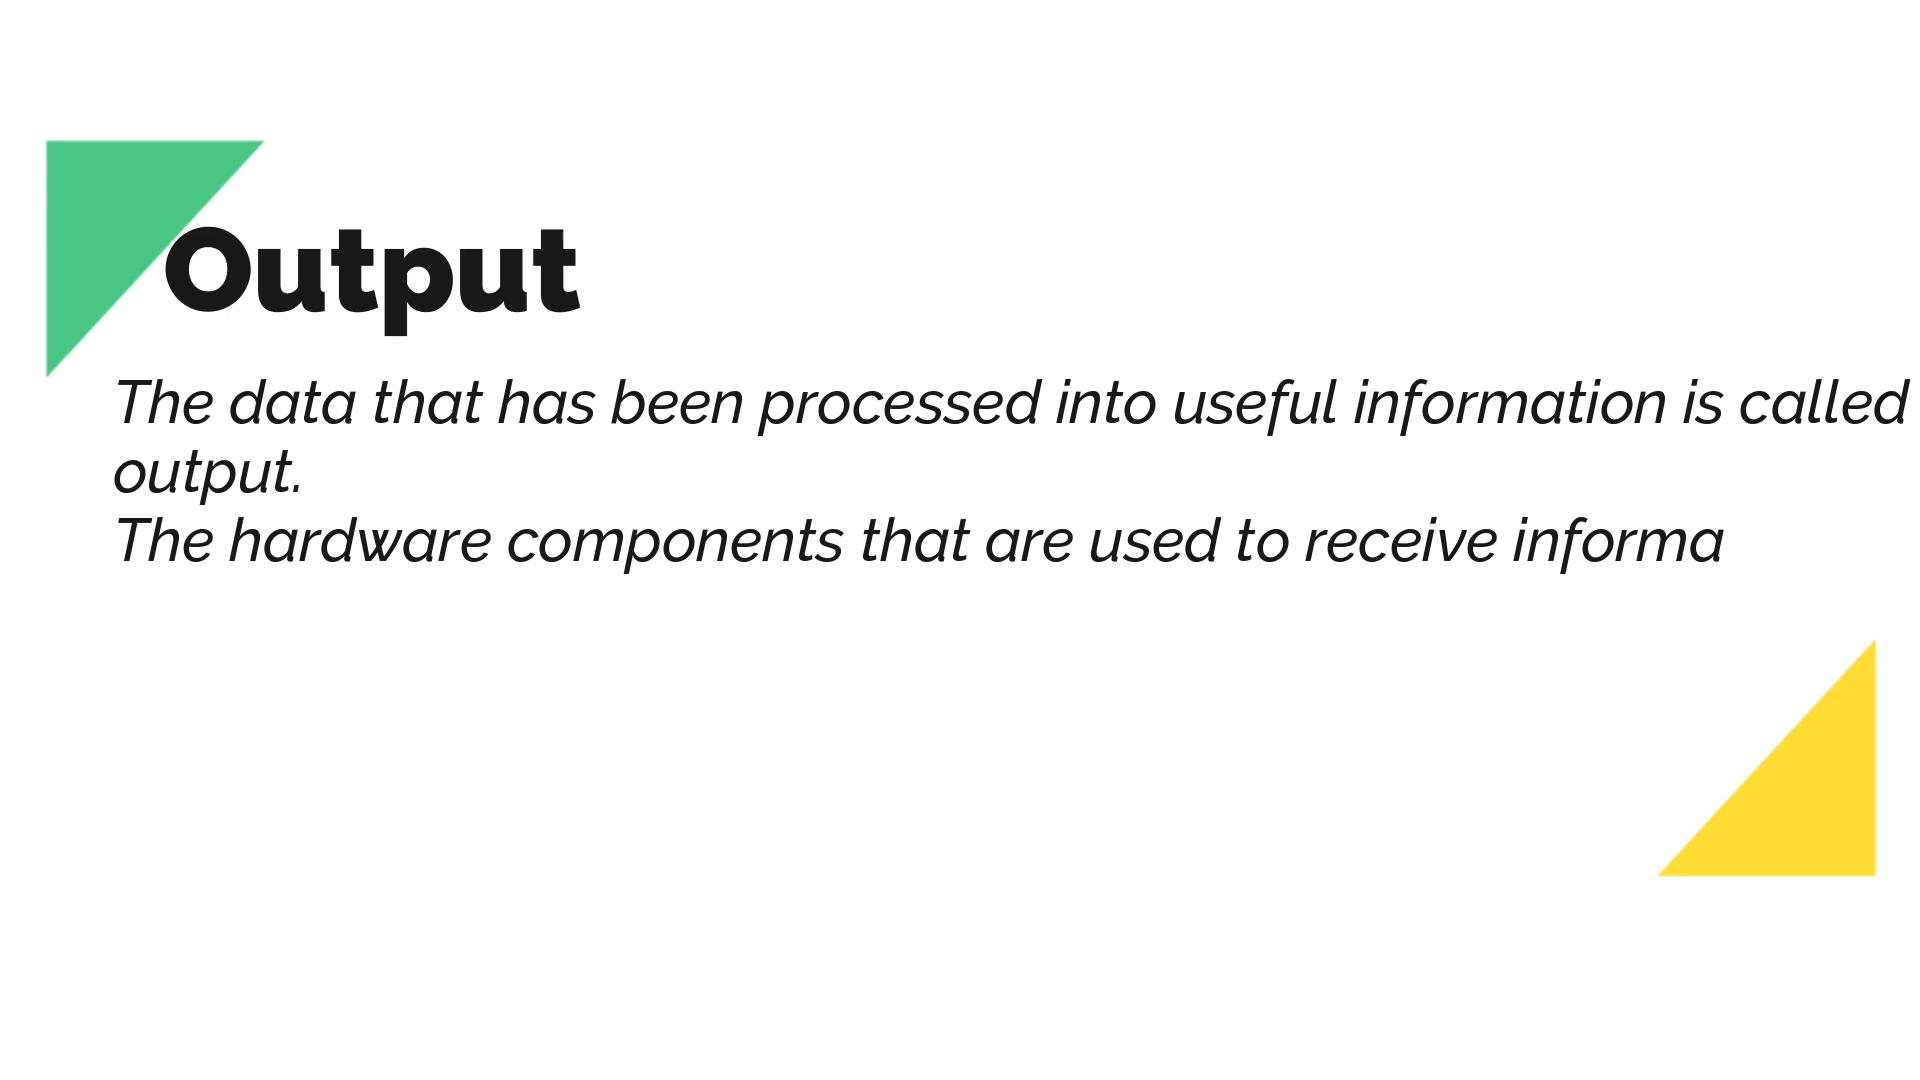 Output
The data that has been processed into useful information is called
output.
The hardware components that are used to receive informa